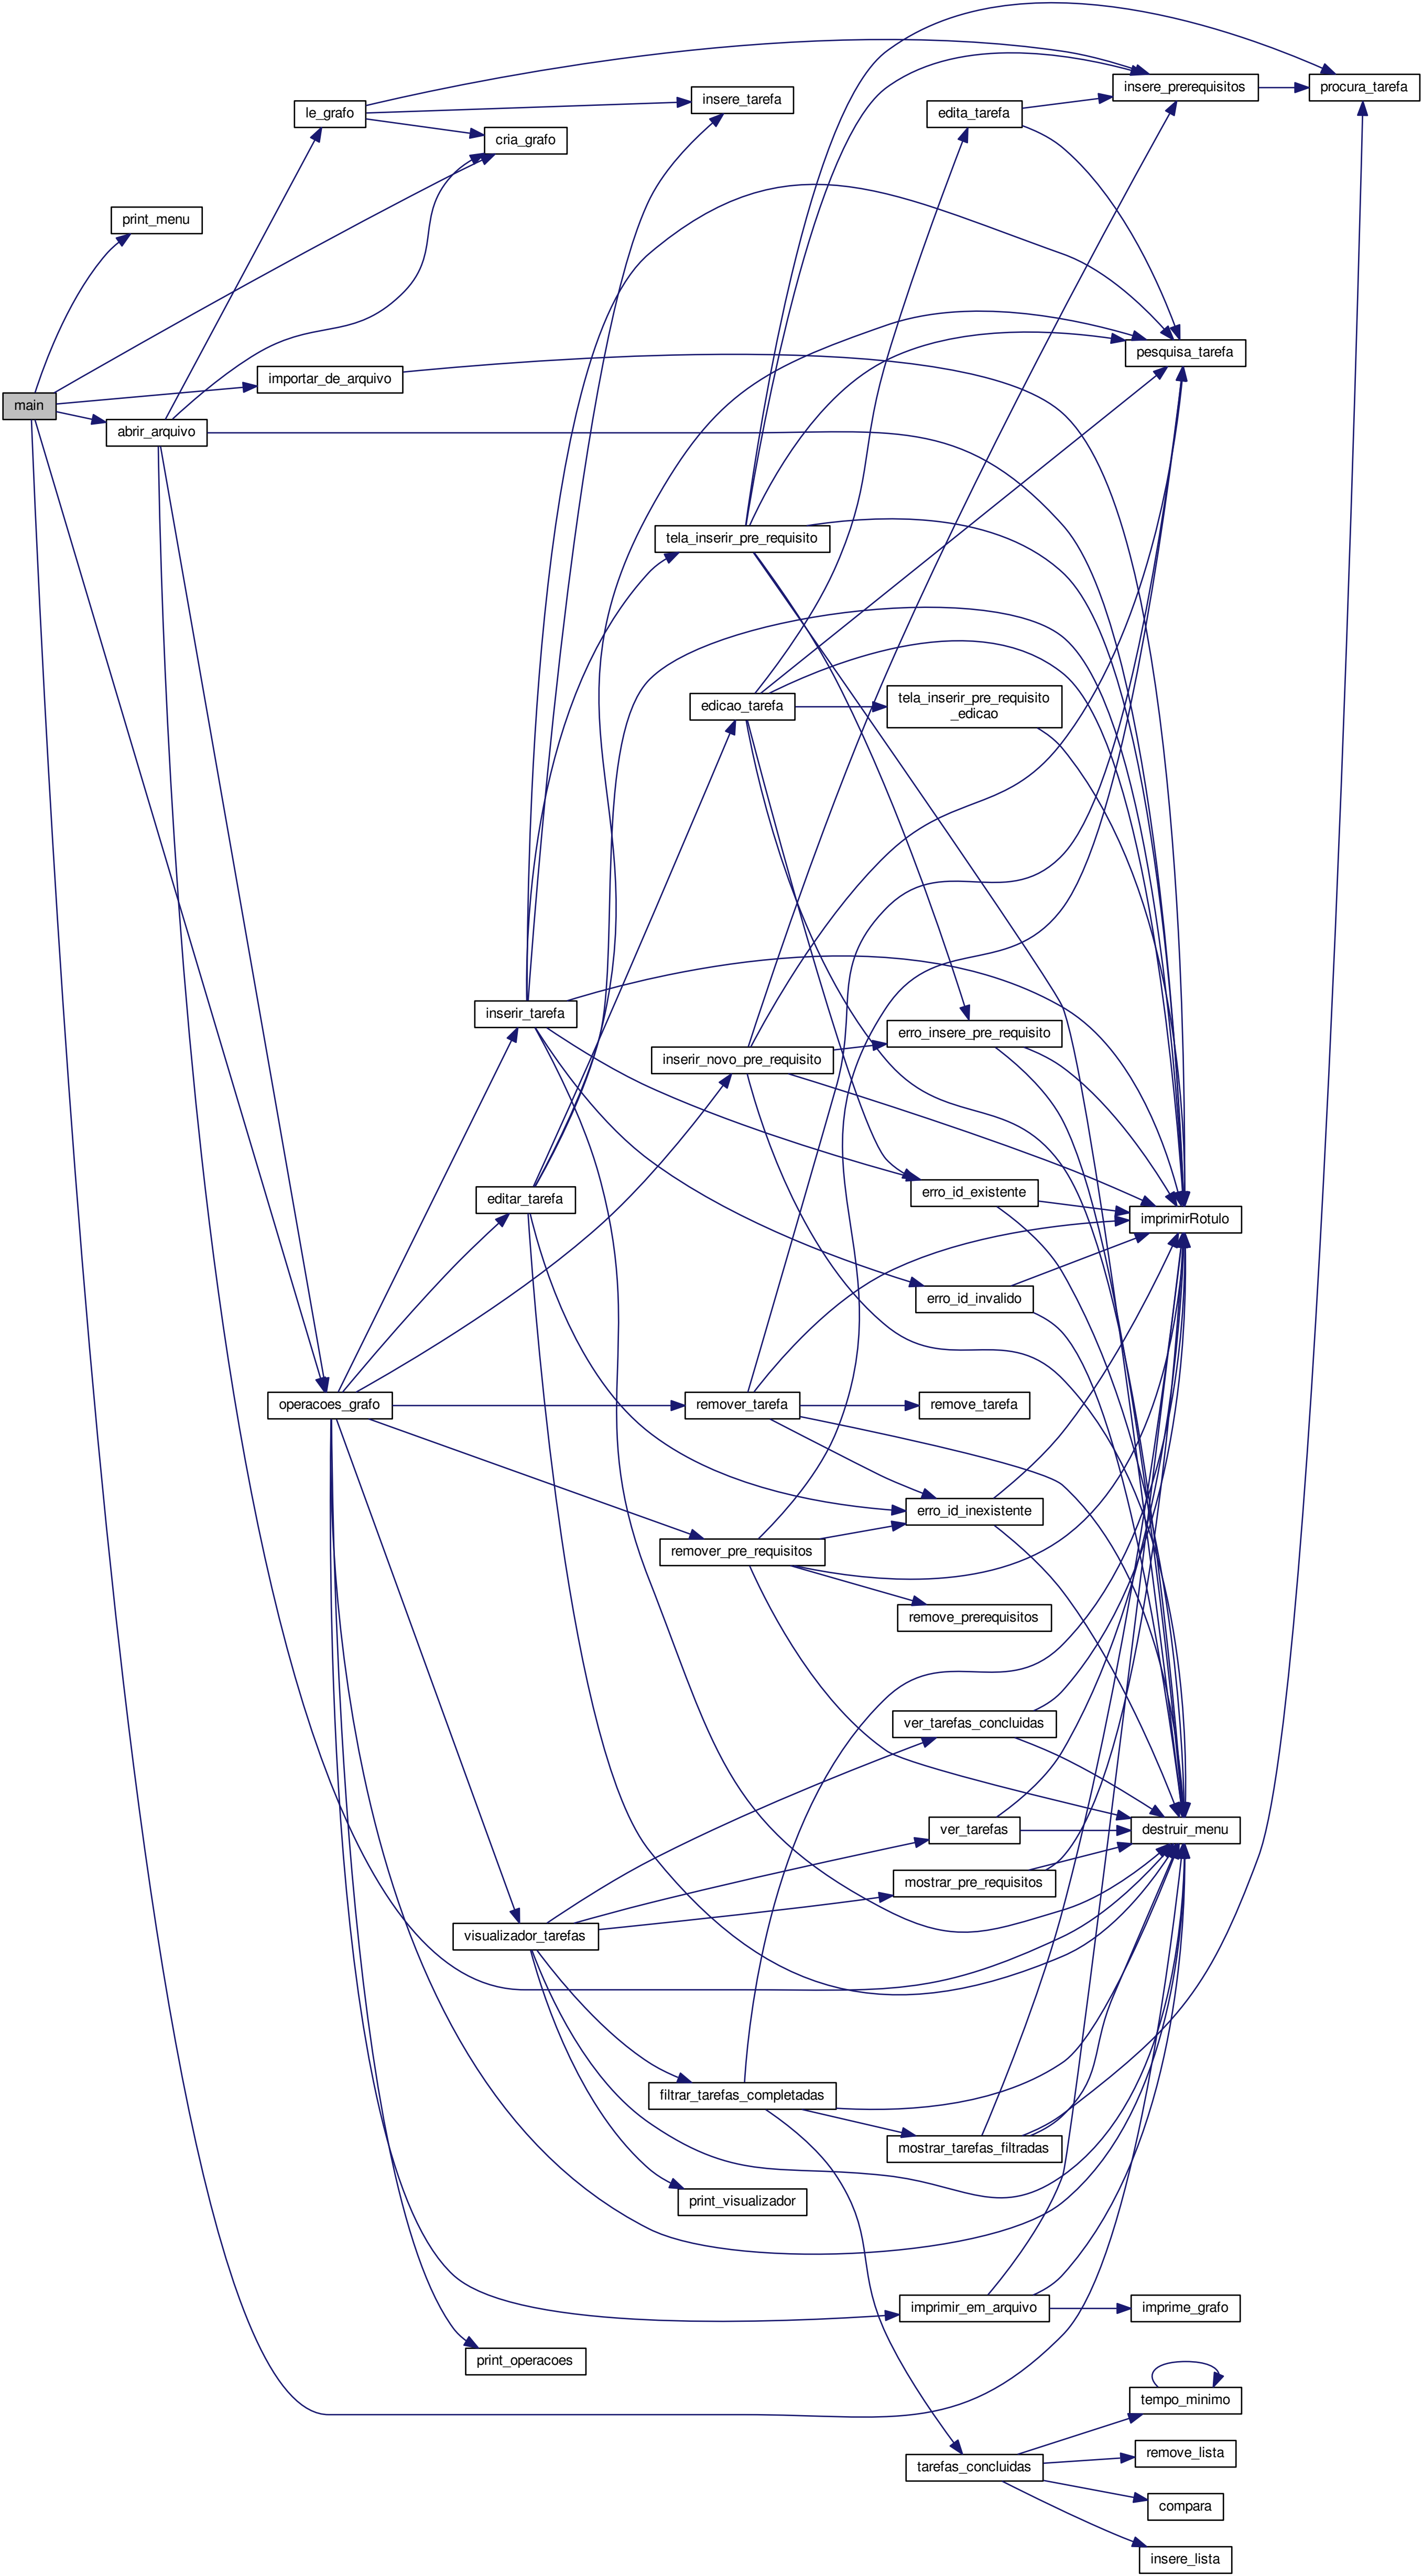 insere_prerequisitos
procura_tarefa
insere_tarefa
le_grafo
edita_tarefa
cria_grafo
print_menu
pesquisa_tarefa
importar_de_arquivo
main
abrir_arquivo
tela_inserir_pre_requisito
edicao_tarefa
tela_inserir_pre_requisito
_edicao
inserir_tarefa
erro_insere_pre_requisito
inserir_novo_pre_requisito
erro_id_existente
editar_tarefa
imprimirRotulo
erro_id_invalido
operacoes_grafo
remover_tarefa
remove_tarefa
erro_id_inexistente
remover_pre_requisitos
remove_prerequisitos
ver_tarefas_concluidas
ver_tarefas
destruir_menu
mostrar_pre_requisitos
visualizador_tarefas
filtrar_tarefas_completadas
mostrar_tarefas_filtradas
print_visualizador
imprimir_em_arquivo
imprime_grafo
print_operacoes
tempo_minimo
remove_lista
tarefas_concluidas
compara
insere_lista